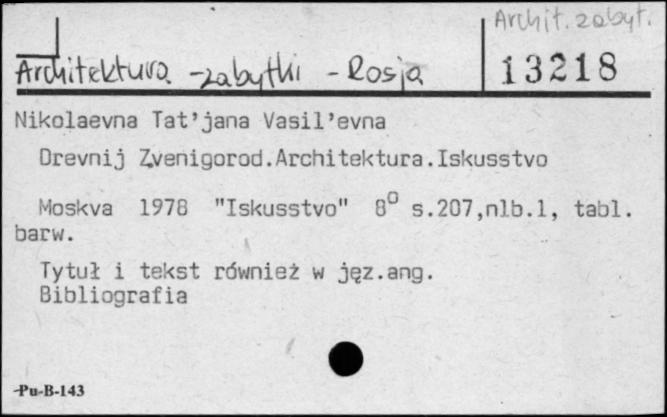 Archit. zabyt.
Architektura -zabytki - Rosja
13218
Nikolaevna Tat'jana Vasil'evna
Drevnij Zvenigorod.Architektura.Iskusstvo
Moskva 1978 "Iskusstvo" 8° s.207,nlb.1, tabl.
barw.
Tytuł i tekst również w jęz.ang.
Bibliografia
-Pu-B-143